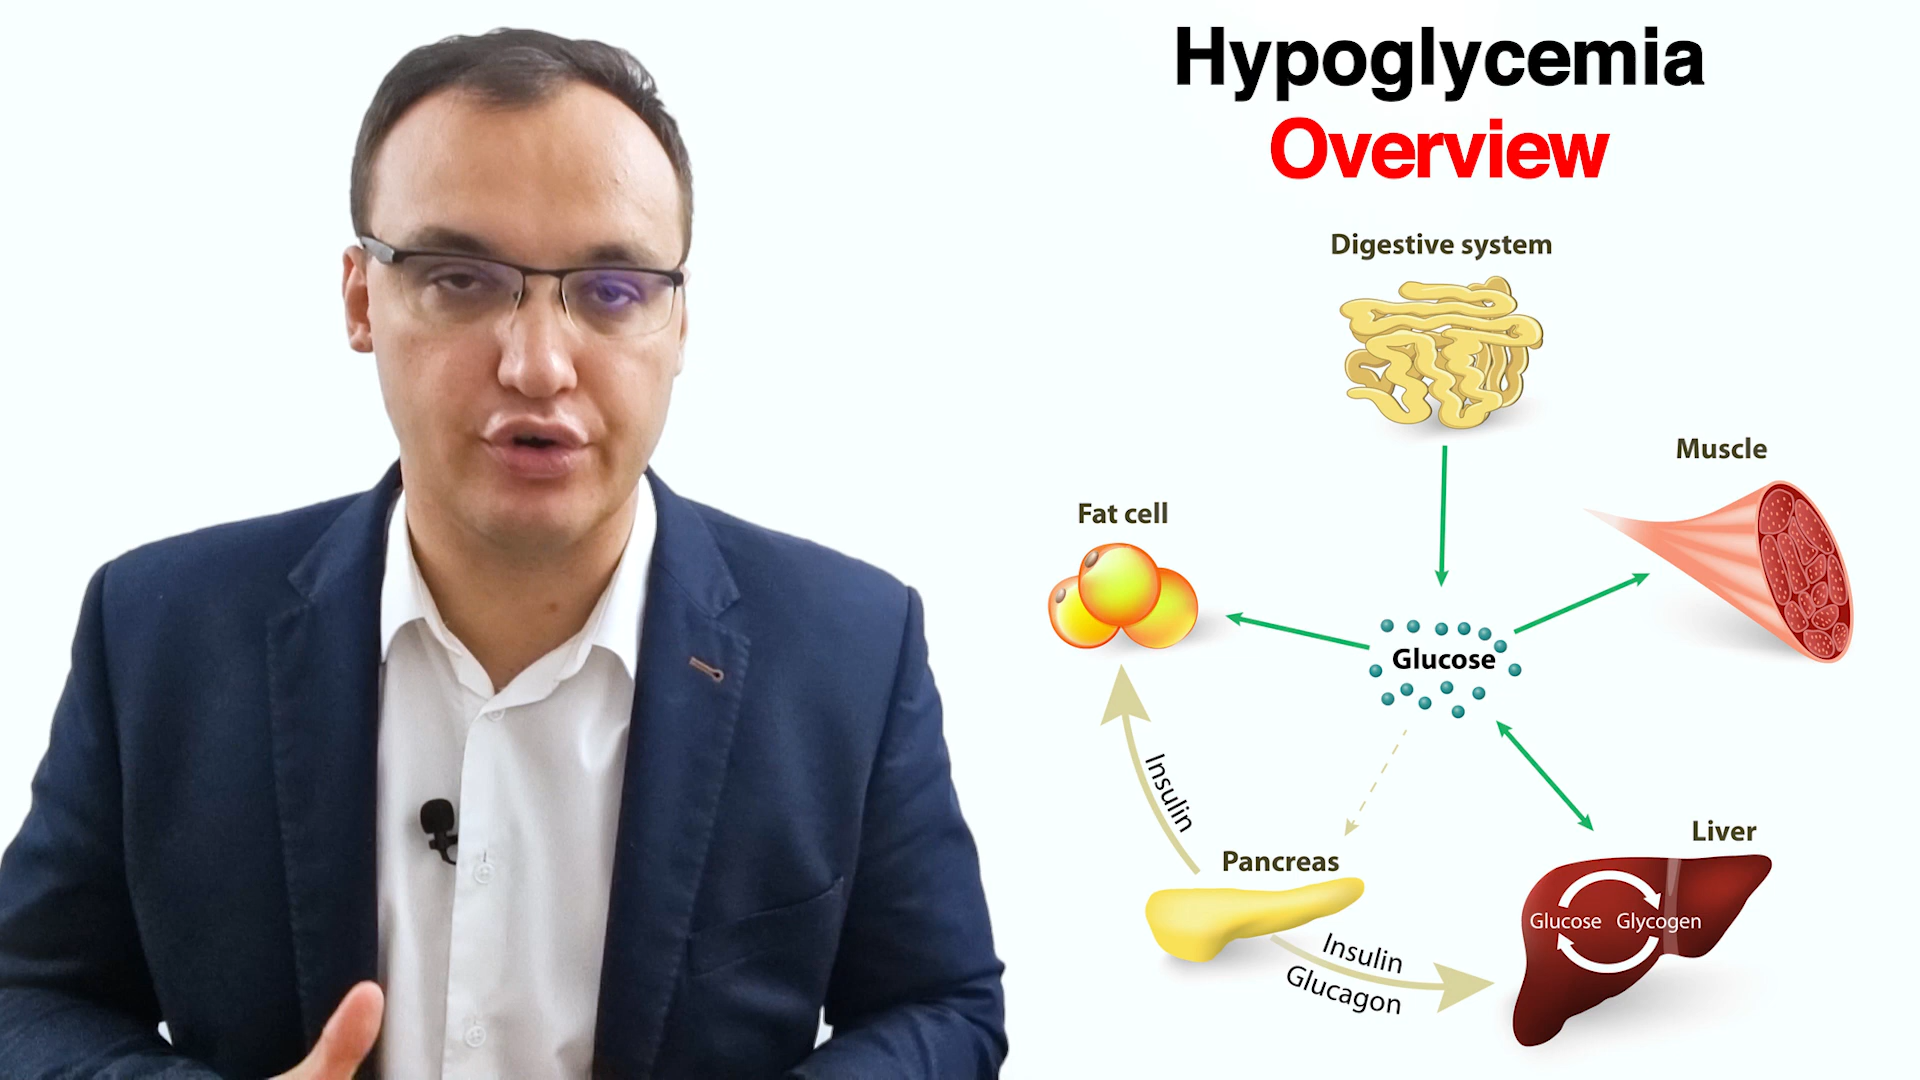 Hypoglycemia
Overview
Digestive system
Muscle
Fat cell
Glucose
Insulin
Pancreas
Liver
Glucose Glycogen
Insulin
Glucagon